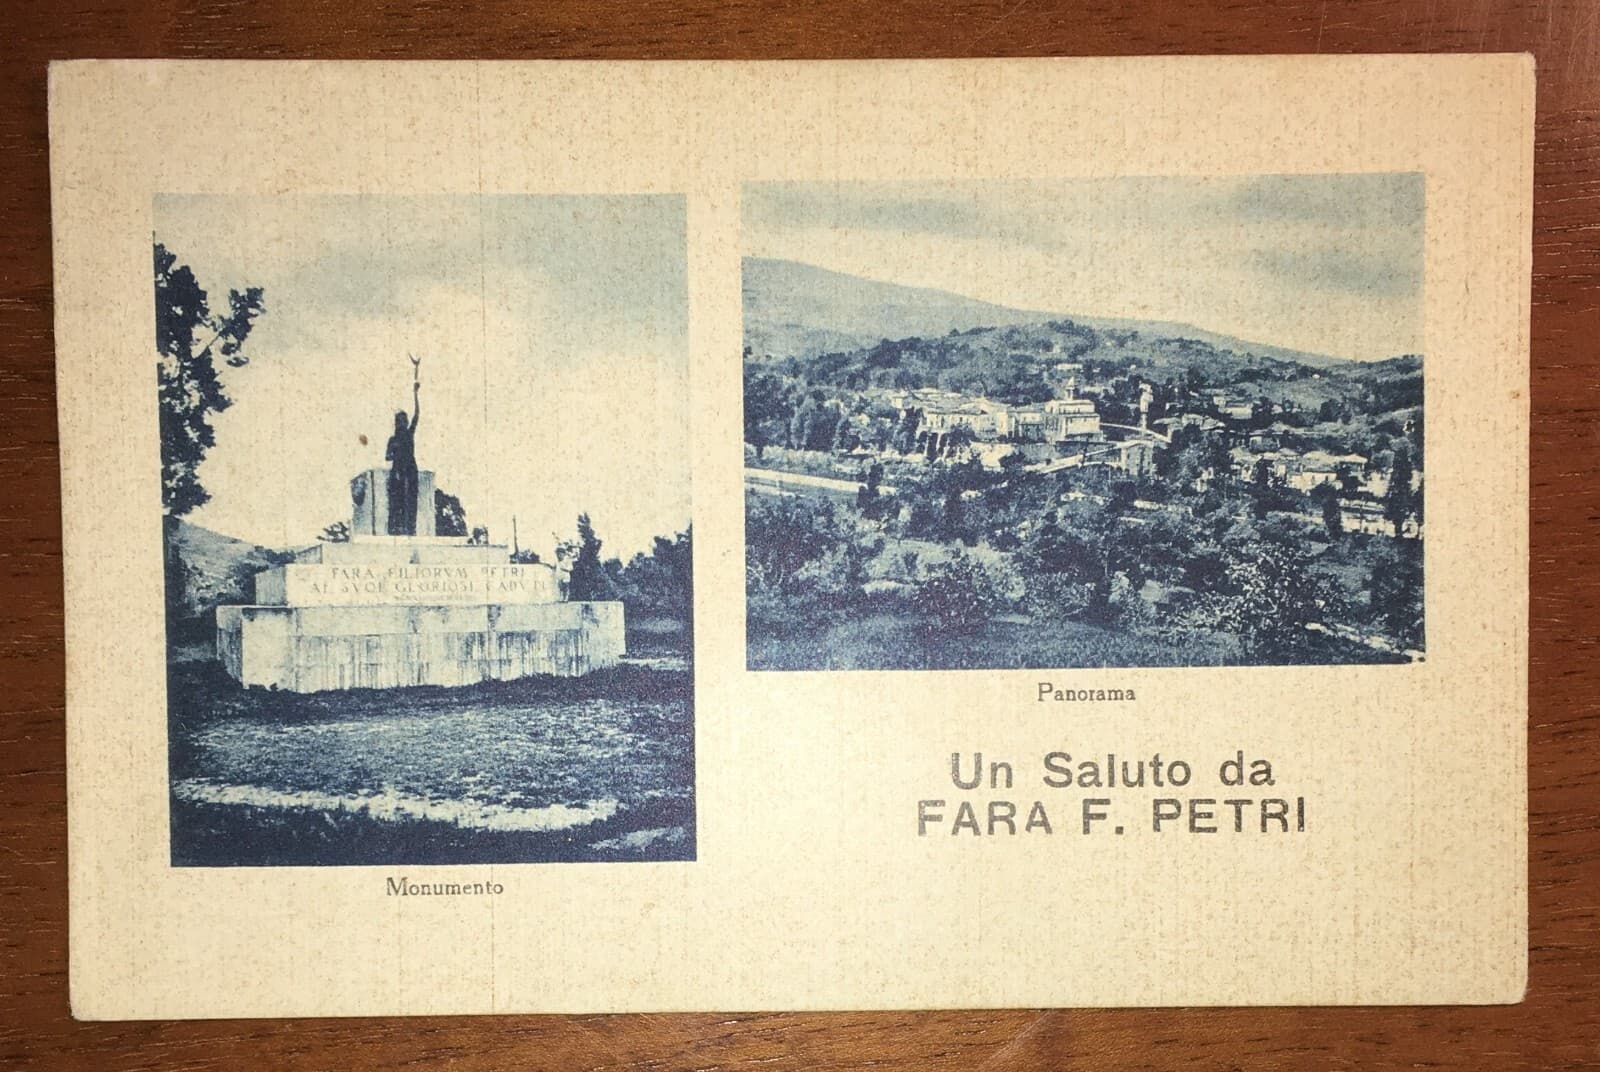 FARA FILIORVM PETRI
AI SVOI GLORIOSI CADVTI
Monumento
Panorama
Un Saluto da
FARA F. PETRI